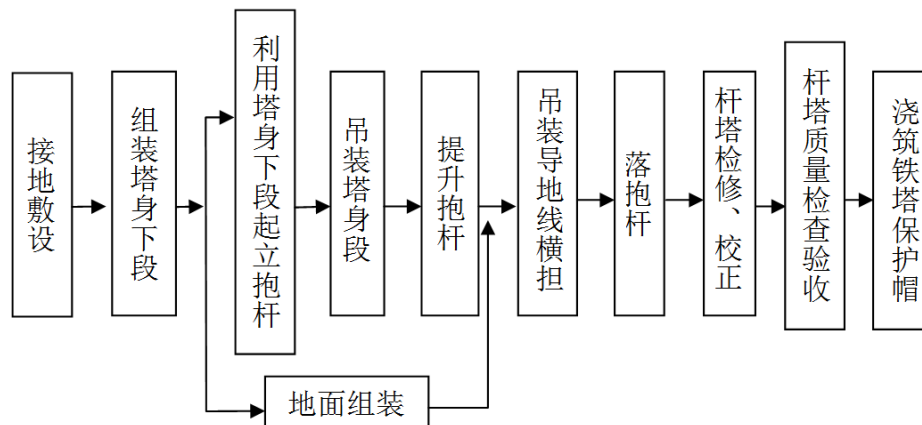 接地敷设
组装塔身下段
利用塔身下段起立抱杆
吊装塔身段
提升抱杆
吊装导地线横担
落抱杆
杆塔检修、校正
杆塔质量检查验收
浇筑铁塔保护帽
地面组装